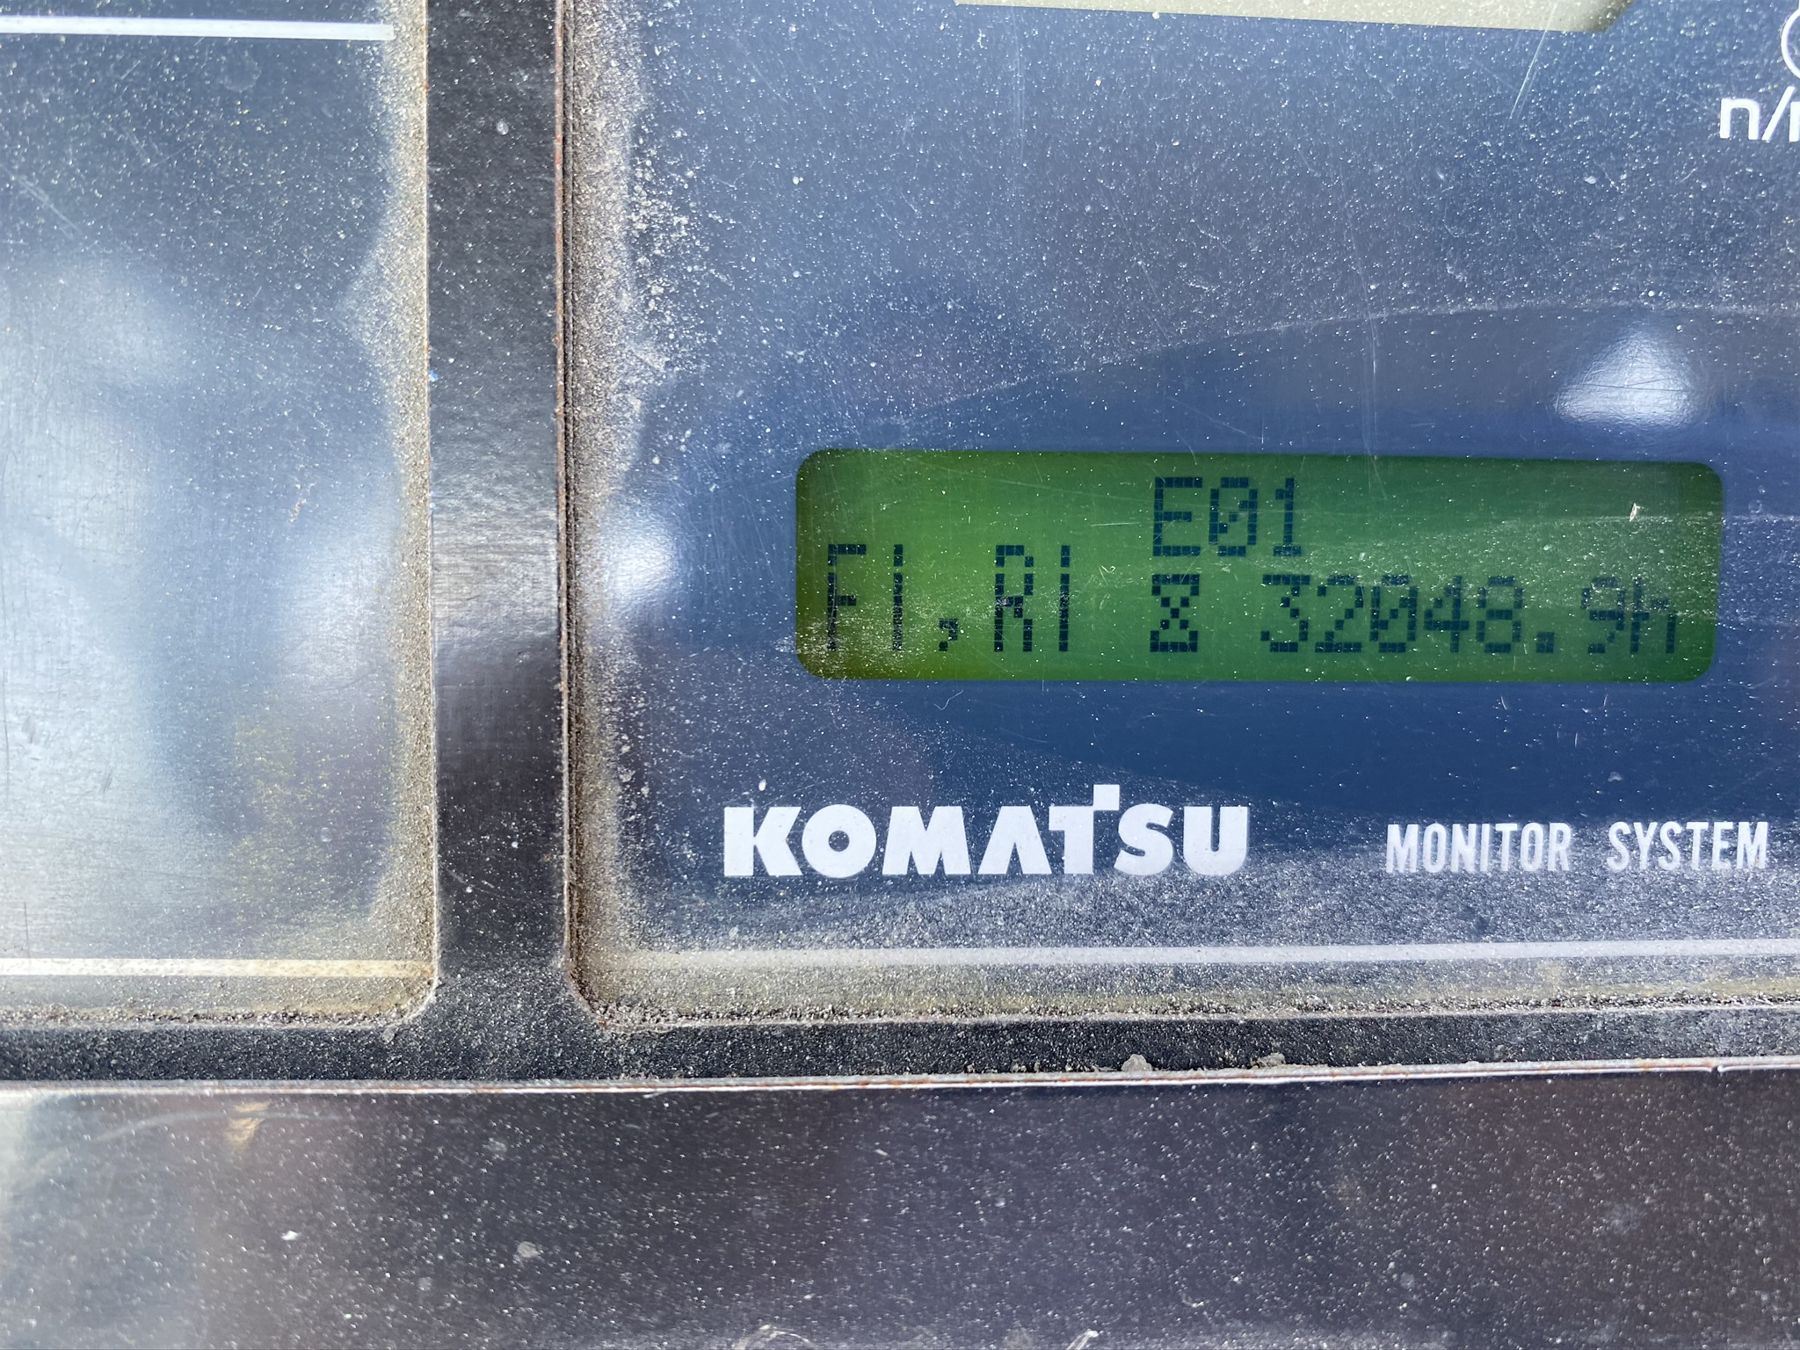 n/
E01
F1,R1 32048.9h
KOMATSU
MONITOR SYSTEM